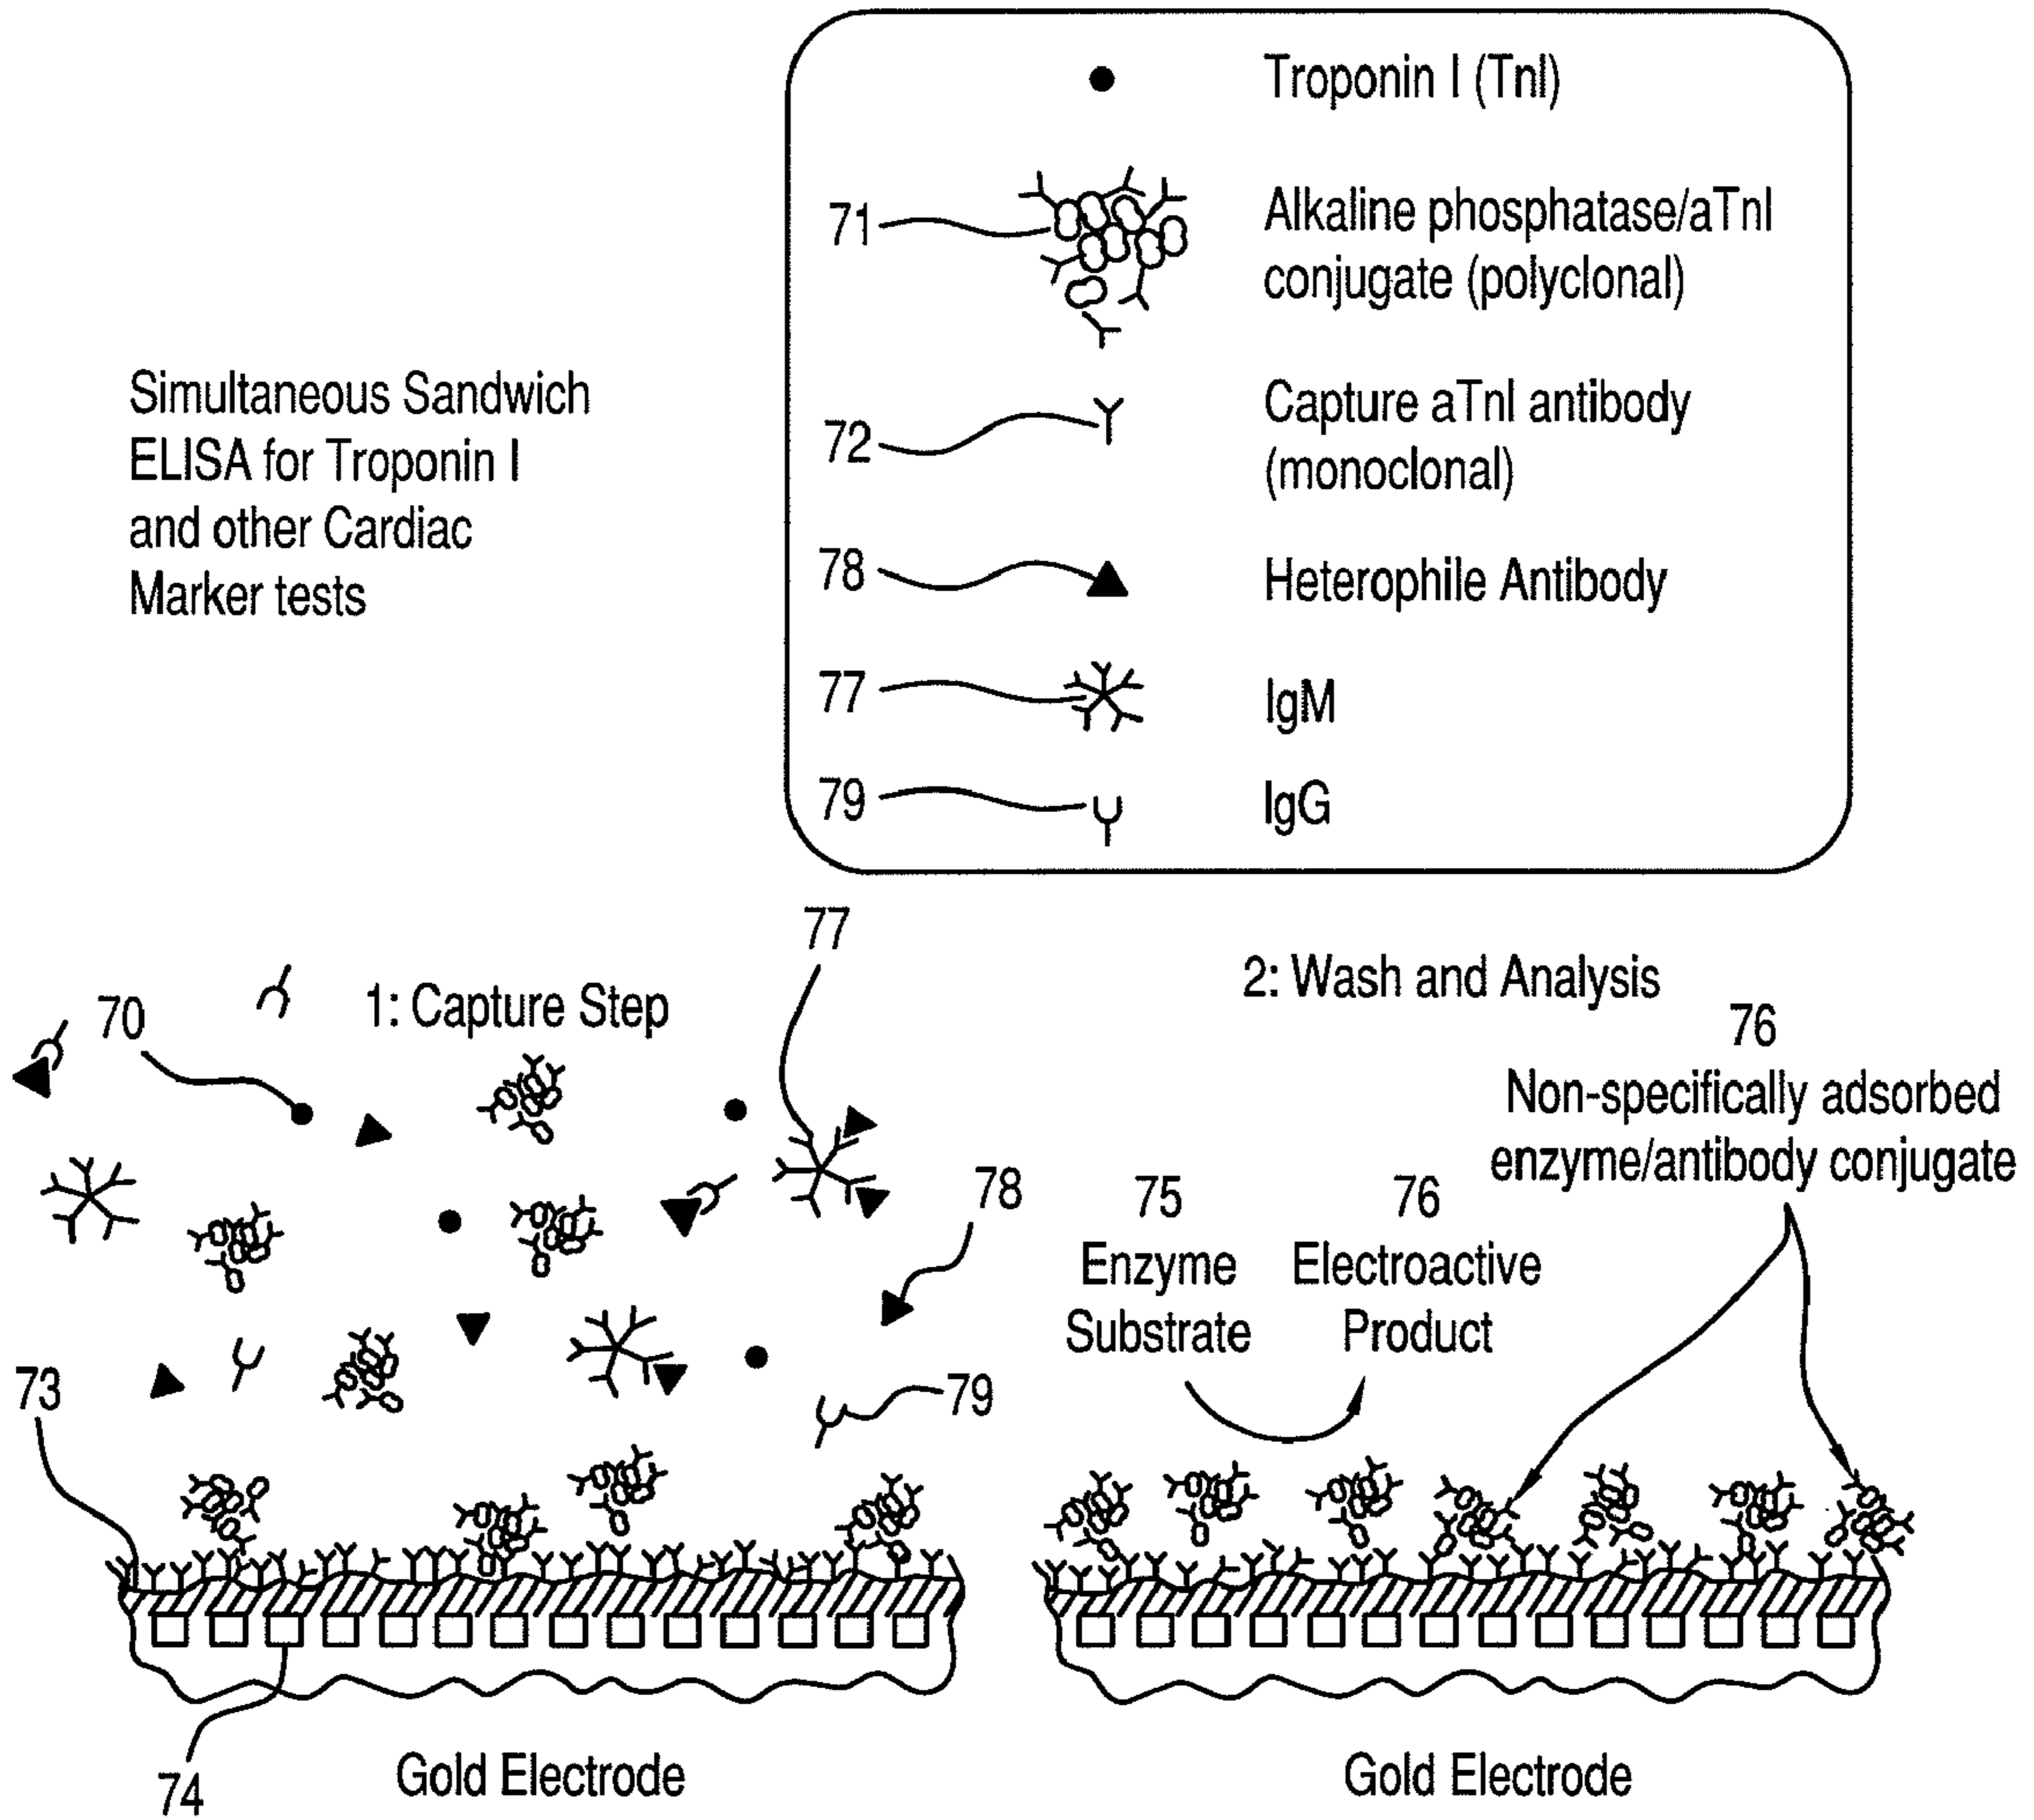 Troponin I (TnI)
71
Alkaline phosphatase/aTnI
conjugate (polyclonal)
72
Capture aTnI antibody
(monoclonal)
78
Heterophile Antibody
77
IgM
79
IgG
Simultaneous Sandwich
ELISA for Troponin I
and other Cardiac
Marker tests
1: Capture Step
70
77
78
79
73
74
Gold Electrode
2: Wash and Analysis
76
Non-specifically adsorbed
enzyme/antibody conjugate
75
Enzyme
Substrate
76
Electroactive
Product
Gold Electrode